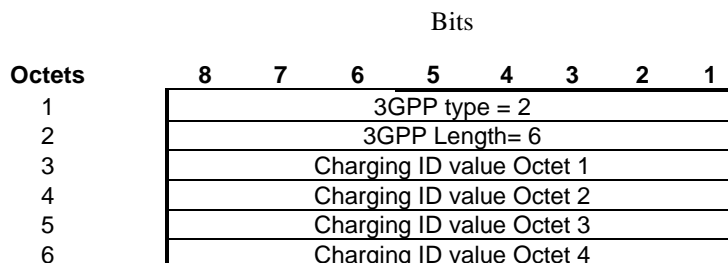 Bits
Octets 8 7 6 5 4 3 2 1
1 3GPP type = 2
2 3GPP Length= 6
3 Charging ID value Octet 1
4 Charging ID value Octet 2
5 Charging ID value Octet 3
6 Charging ID value Octet 4